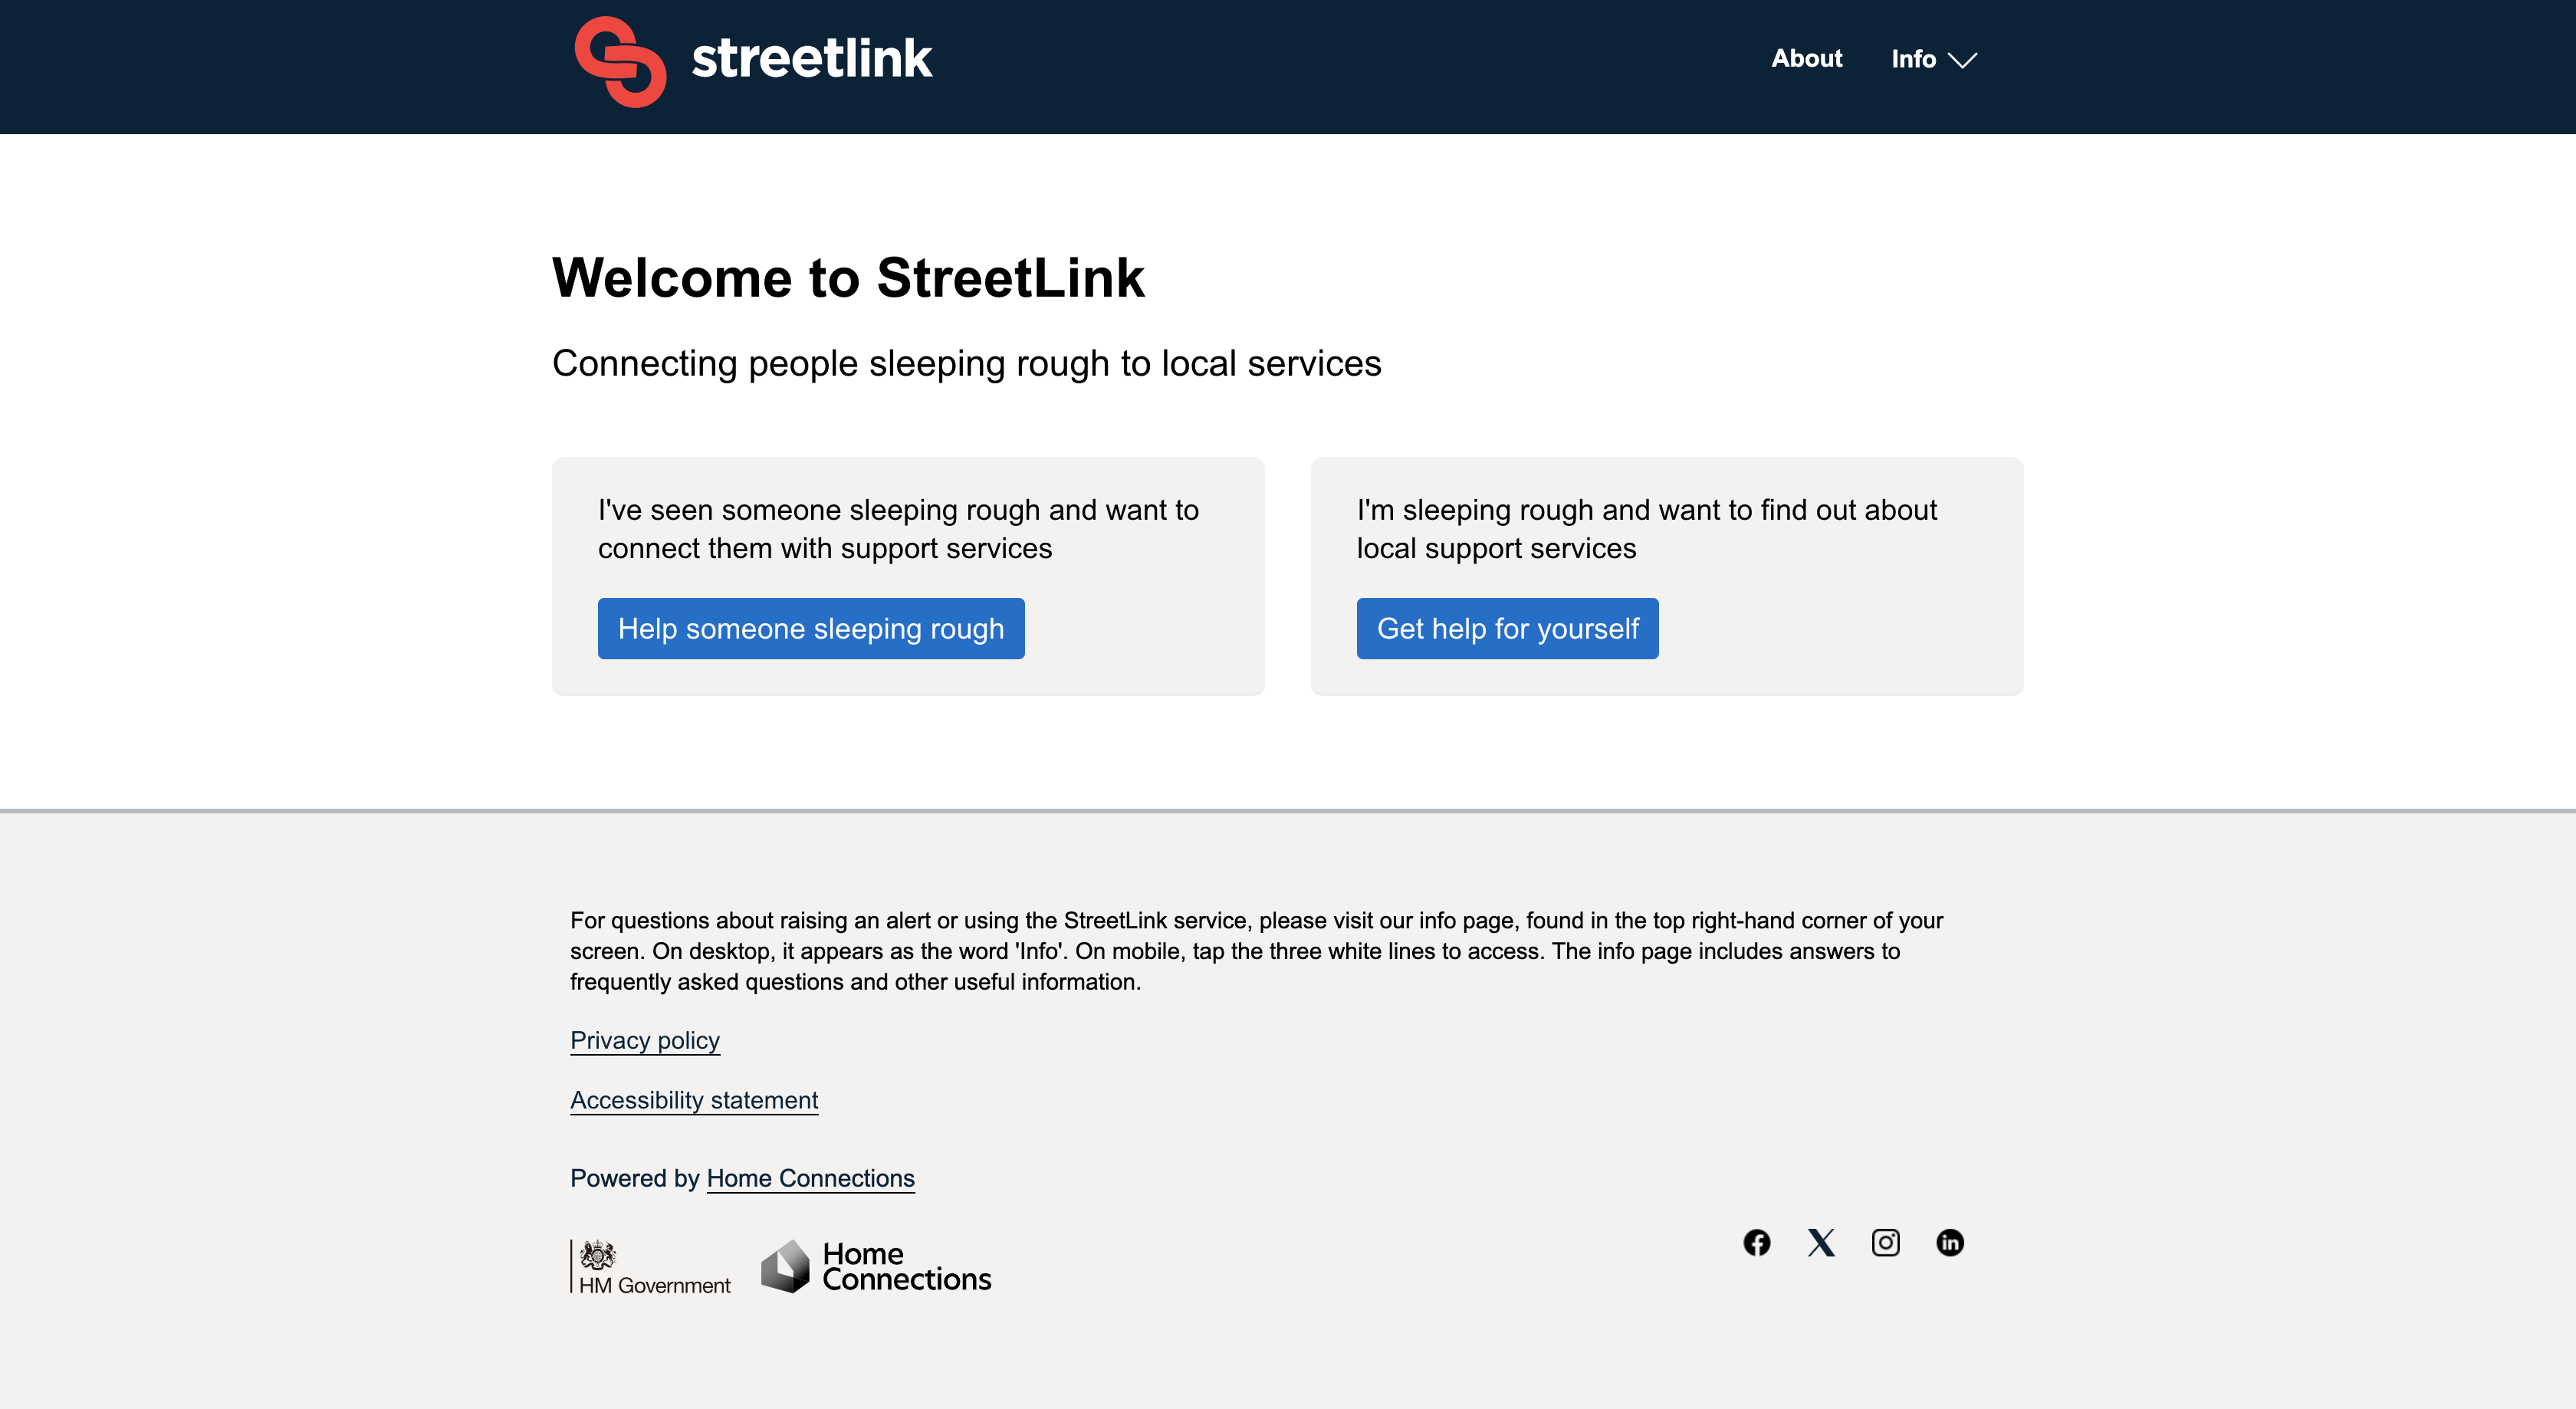 streetlink
About
Info
Welcome to StreetLink
Connecting people sleeping rough to local services
I've seen someone sleeping rough and want to
connect them with support services
Help someone sleeping rough
I'm sleeping rough and want to find out about
local support services
Get help for yourself
For questions about raising an alert or using the StreetLink service, please visit our info page, found in the top right-hand corner of your
screen. On desktop, it appears as the word 'Info'. On mobile, tap the three white lines to access. The info page includes answers to
frequently asked questions and other useful information.
Privacy policy
Accessibility statement
Powered by Home Connections
HM Government
Home
Connections